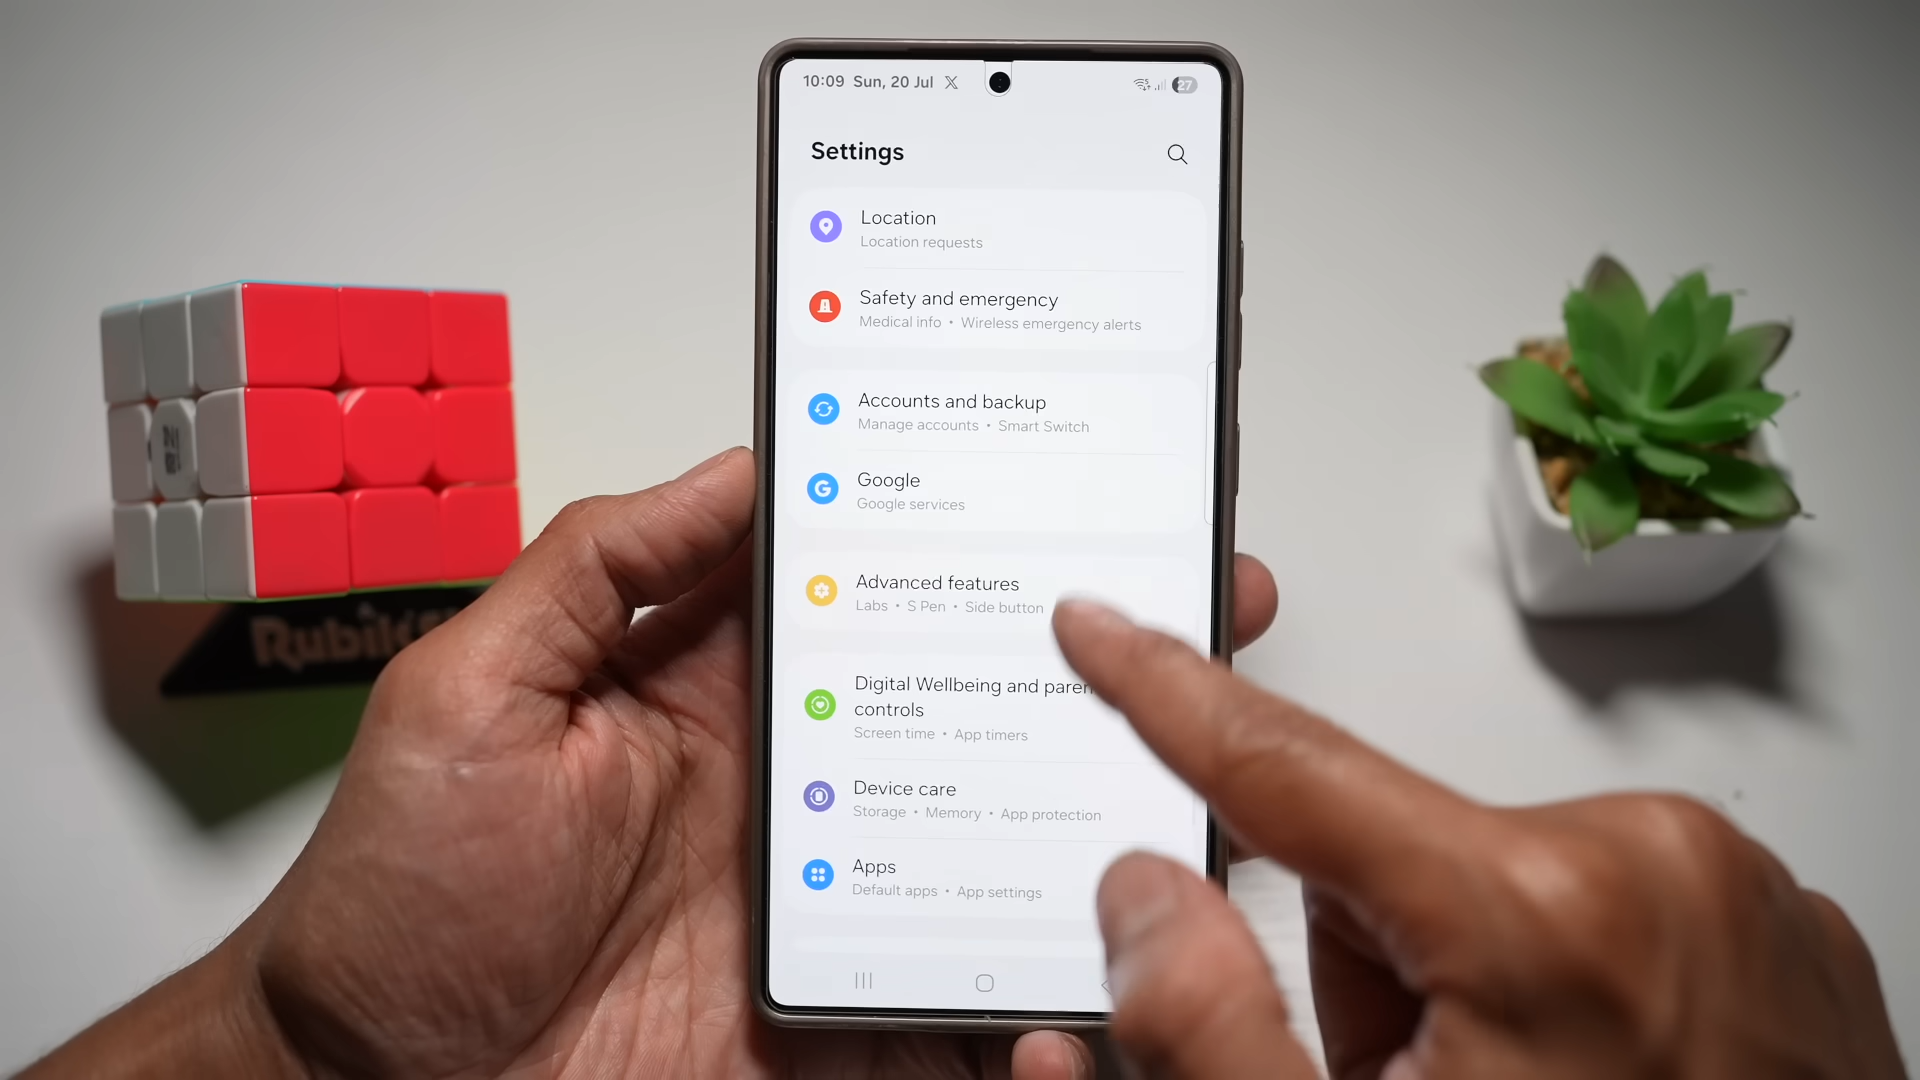 10:09 Sun, 20 Jul
27
Settings
Location
Location requests
Safety and emergency
Medical info • Wireless emergency alerts
Accounts and backup
Manage accounts • Smart Switch
Google
Google services
Advanced features
Labs • S Pen • Side button
Digital Wellbeing and
controls
Screen time • App timers
Device care
Storage • Memory • App protection
Apps
Default apps • App settings